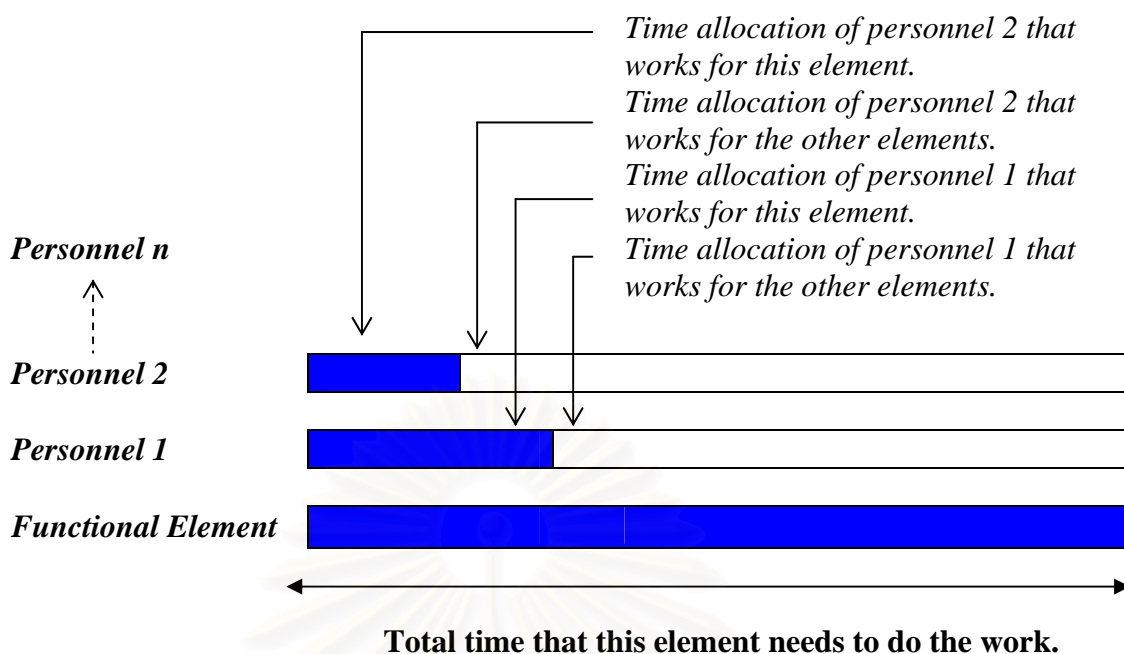 Time allocation of personnel 2 that
works for this element.
Time allocation of personnel 2 that
works for the other elements.
Time allocation of personnel 1 that
works for this element.
Time allocation of personnel 1 that
works for the other elements.
Personnel n
Personnel 2
Personnel 1
Functional Element
Total time that this element needs to do the work.